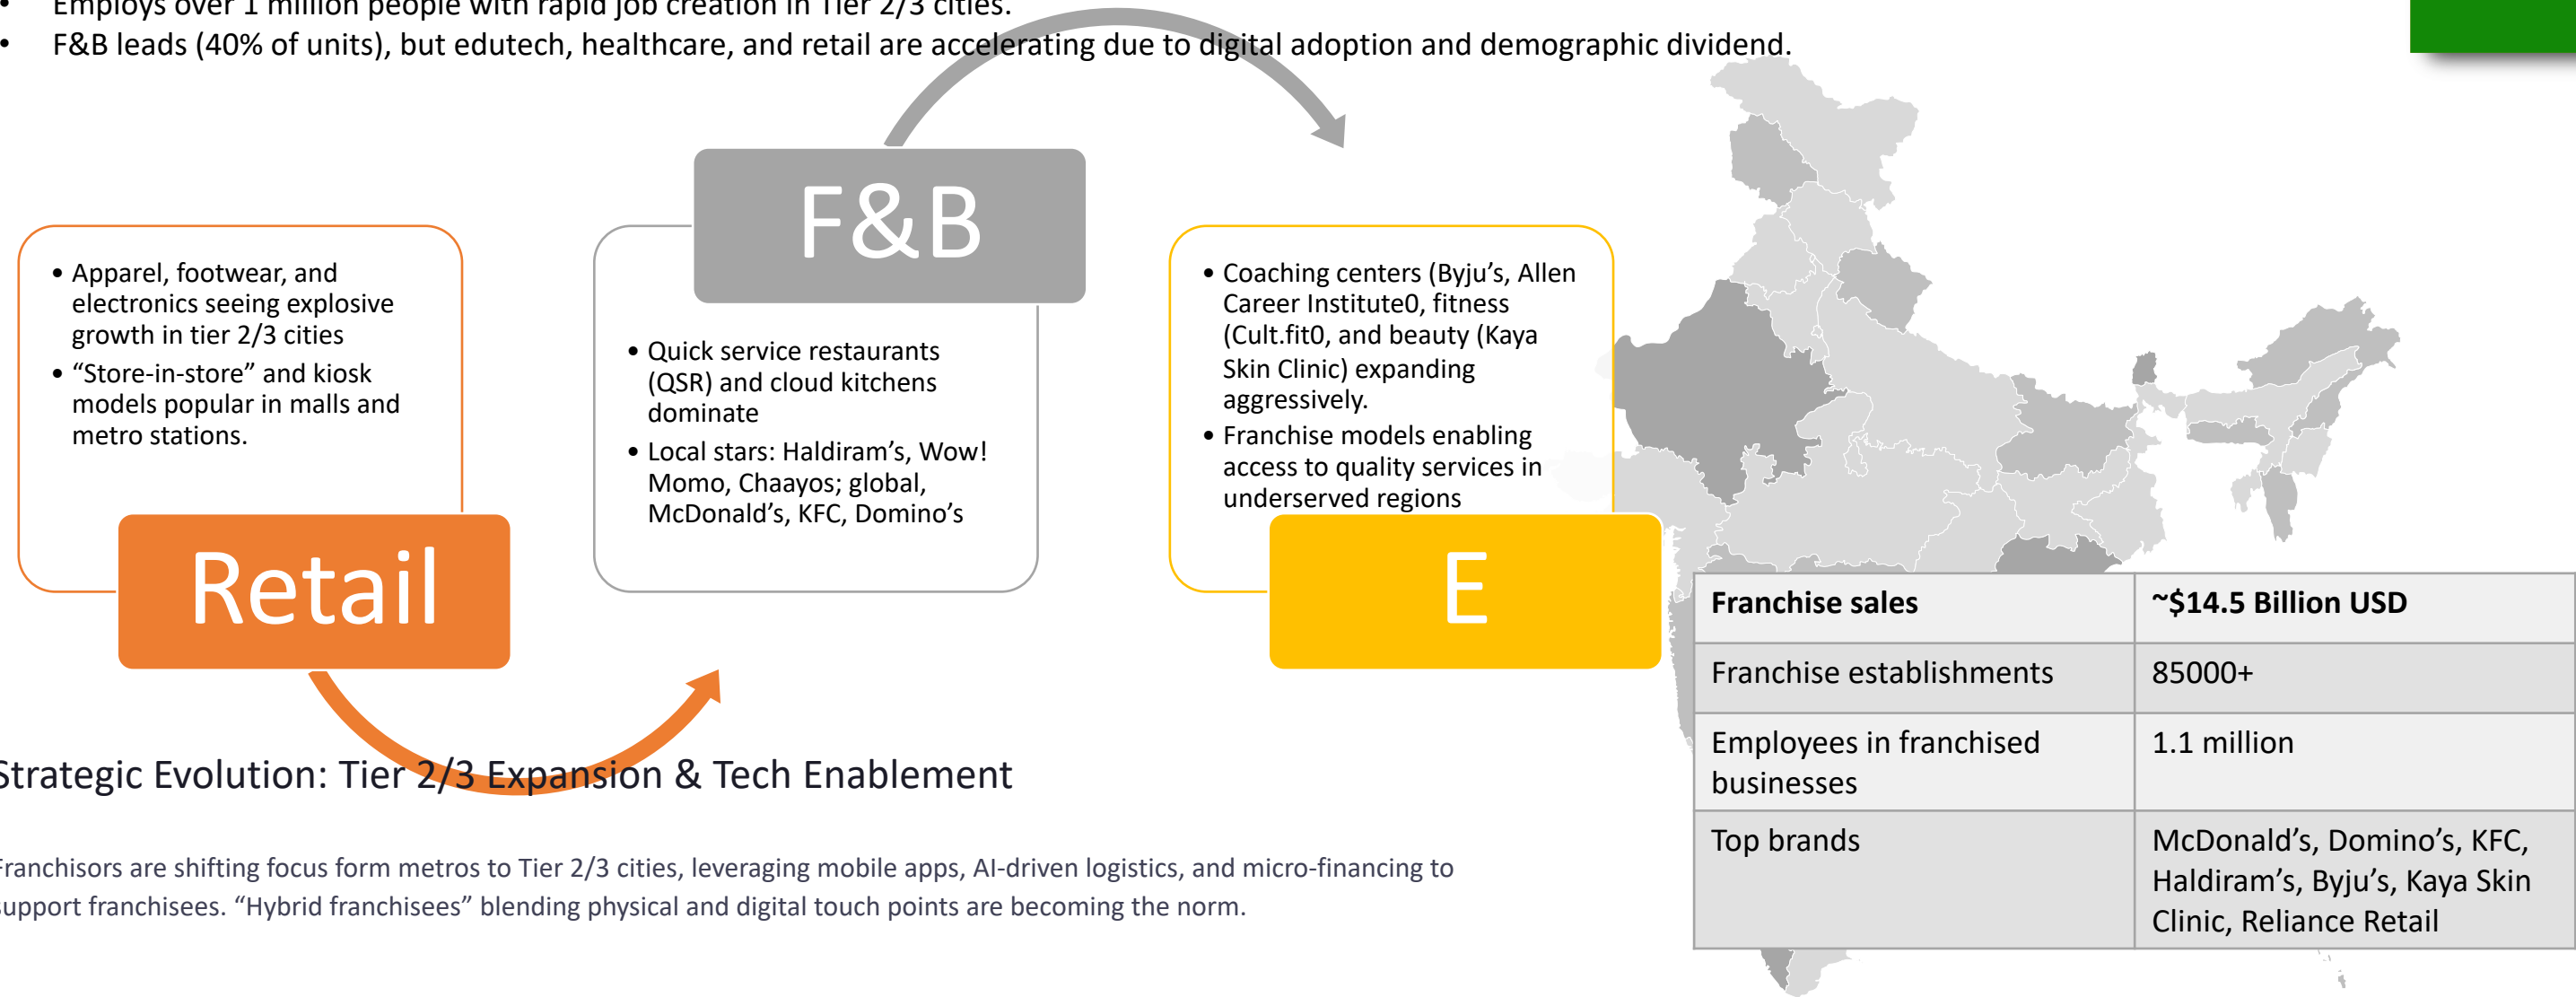 • Employs over 1 million people with rapid job creation in Tier 2/3 cities.
• F&B leads (40% of units), but edutech, healthcare, and retail are accelerating due to digital adoption and demographic dividend.
• Apparel, footwear, and
electronics seeing explosive
growth in tier 2/3 cities
• “Store-in-store” and kiosk
models popular in malls and
metro stations.
Retail
F&B
• Quick service restaurants
(QSR) and cloud kitchens
dominate
• Local stars: Haldiram’s, Wow!
Momo, Chaayos; global,
McDonald’s, KFC, Domino’s
• Coaching centers (Byju’s, Allen
Career Institute0, fitness
(Cult.fit0, and beauty (Kaya
Skin Clinic) expanding
aggressively.
• Franchise models enabling
access to quality services in
underserved regions
E
Franchise sales ~$14.5 Billion USD
Franchise establishments 85000+
Employees in franchised 1.1 million
businesses
Top brands McDonald’s, Domino’s, KFC,
Haldiram’s, Byju’s, Kaya Skin
Clinic, Reliance Retail
Strategic Evolution: Tier 2/3 Expansion & Tech Enablement
Franchisors are shifting focus form metros to Tier 2/3 cities, leveraging mobile apps, AI-driven logistics, and micro-financing to
support franchisees. “Hybrid franchisees” blending physical and digital touch points are becoming the norm.